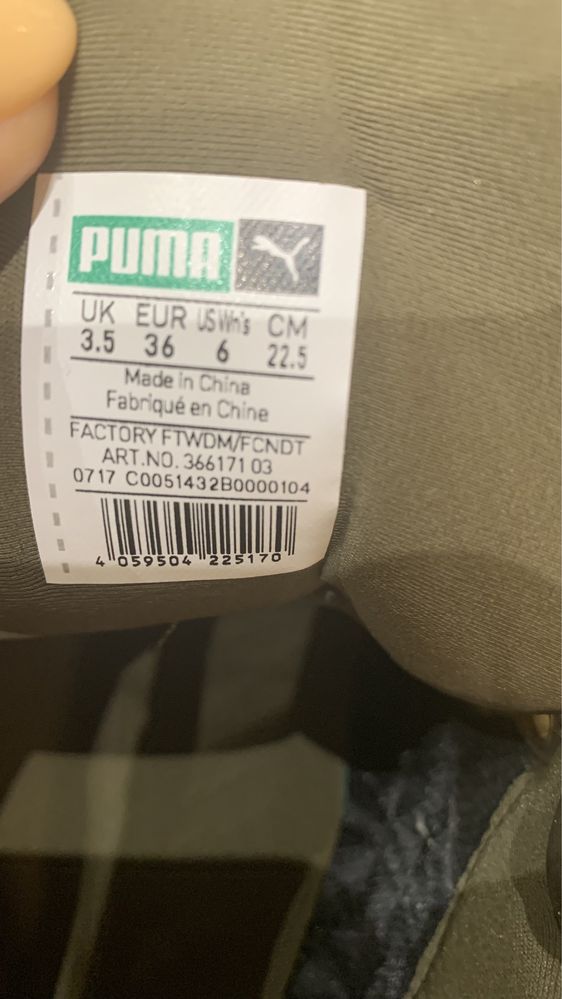 PUMA
UK EUR US Wn's CM
3.5 36 6 22.5
Made in China
Fabriqué en Chine
FACTORY FTWDM/FCNDT
ART.NO. 366171 03
0717 C0051432B0000104
4 059504 225170